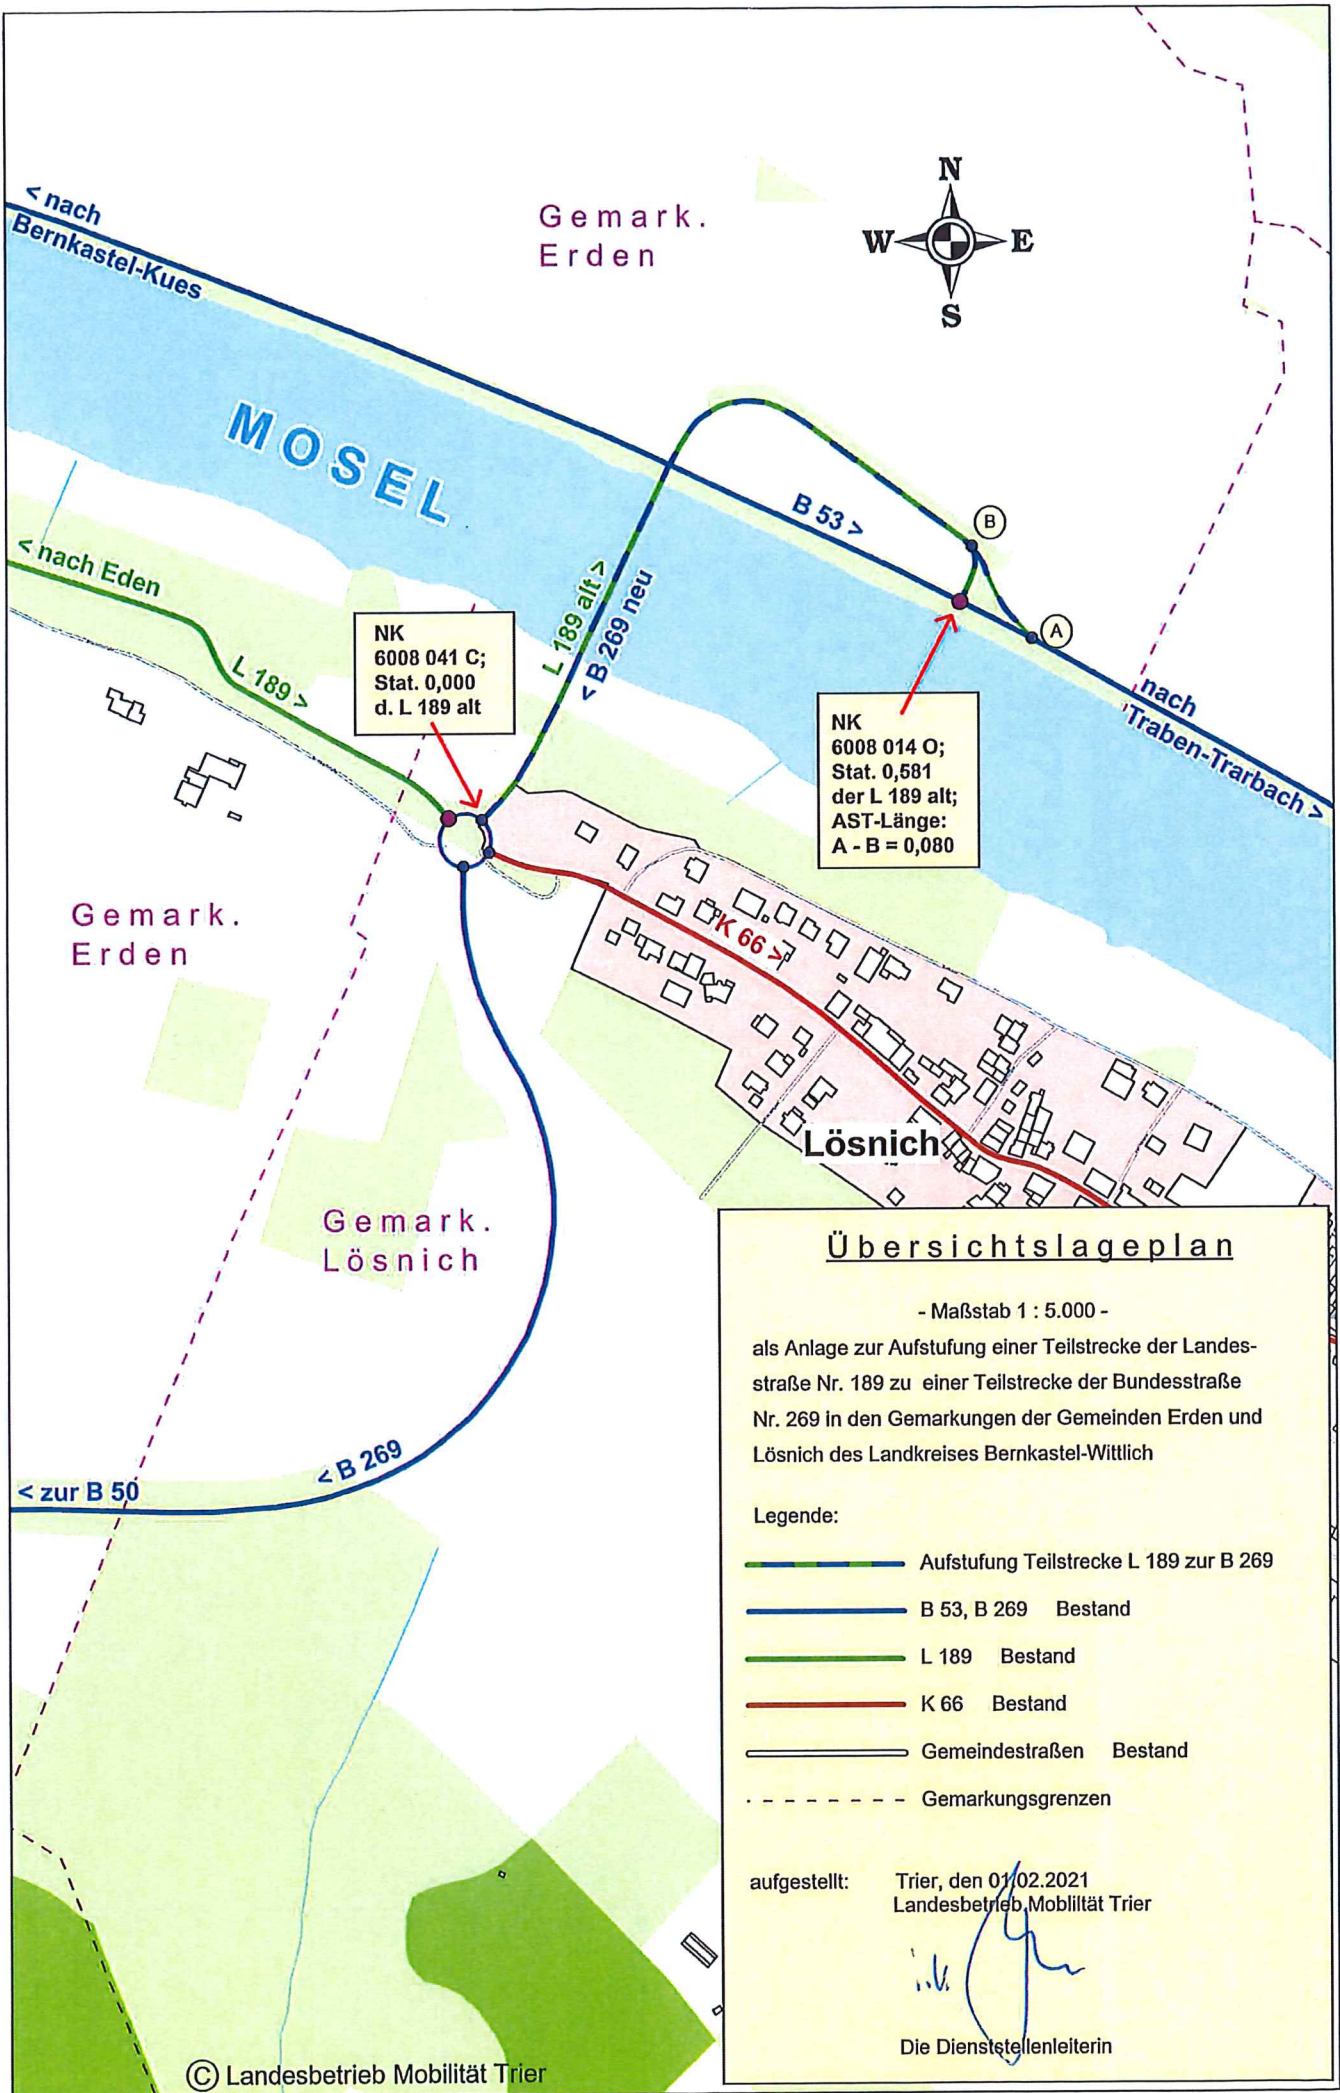 < nach
Bernkastel-Kues
Gemark.
Erden
N
W
E
S
MOSEL
B 53 >
B
A
< nach Eden
L 189 >
NK
6008 041 C;
Stat. 0,000
d. L 189 alt
L 189 alt >
< B 269 neu
NK
6008 014 O;
Stat. 0,581
der L 189 alt;
AST-Länge:
A - B = 0,080
nach
Traben-Trarbach >
Gemark.
Erden
K 66 >
Lösnich
Gemark.
Lösnich
< B 269
< zur B 50
Übersichtslageplan
- Maßstab 1 : 5.000 -
als Anlage zur Aufstufung einer Teilstrecke der Landes-
straße Nr. 189 zu einer Teilstrecke der Bundesstraße
Nr. 269 in den Gemarkungen der Gemeinden Erden und
Lösnich des Landkreises Bernkastel-Wittlich
Legende:
Aufstufung Teilstrecke L 189 zur B 269
B 53, B 269 Bestand
L 189 Bestand
K 66 Bestand
Gemeindestraßen Bestand
Gemarkungsgrenzen
aufgestellt: Trier, den 01.02.2021
Landesbetrieb Moblilität Trier
i.V.
Die Dienststellenleiterin
© Landesbetrieb Mobilität Trier